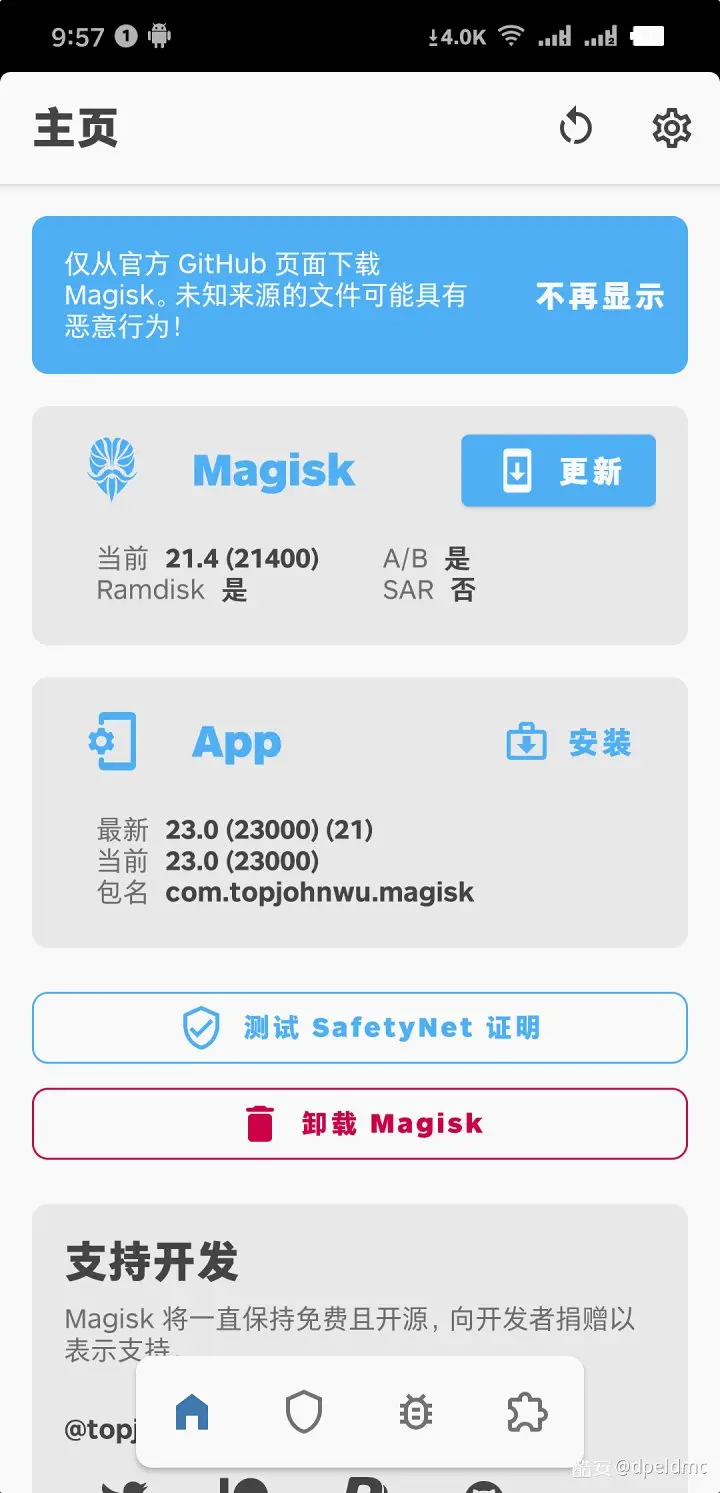 9:57 1 4.0K 1 2
主页
仅从官方 GitHub 页面下载
Magisk。未知来源的文件可能具有
恶意行为！
不再显示
Magisk
更新
当前 21.4 (21400) A/B 是
Ramdisk 是 SAR 否
App
安装
最新 23.0 (23000) (21)
当前 23.0 (23000)
包名 com.topjohnwu.magisk
测试 SafetyNet 证明
卸载 Magisk
支持开发
Magisk 将一直保持免费且开源，向开发者捐赠以
表示支持。
@topj
酷安 @dpeldmc